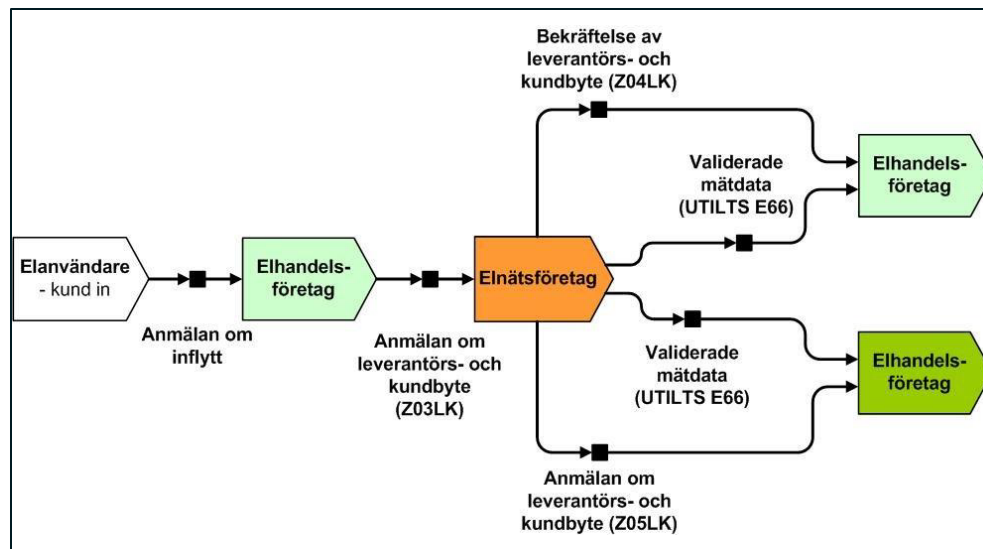 Bekräftelse av
leverantörs- och
kundbyte (Z04LK)
Elhandels-
företag
Validerade
mätdata
(UTILTS E66)
Elanvändare
- kund in
Elhandels-
företag
Elnätsföretag
Anmälan om
inflytt
Anmälan om
leverantörs- och
kundbyte
(Z03LK)
Validerade
mätdata
(UTILTS E66)
Elhandels-
företag
Anmälan om
leverantörs- och
kundbyte (Z05LK)